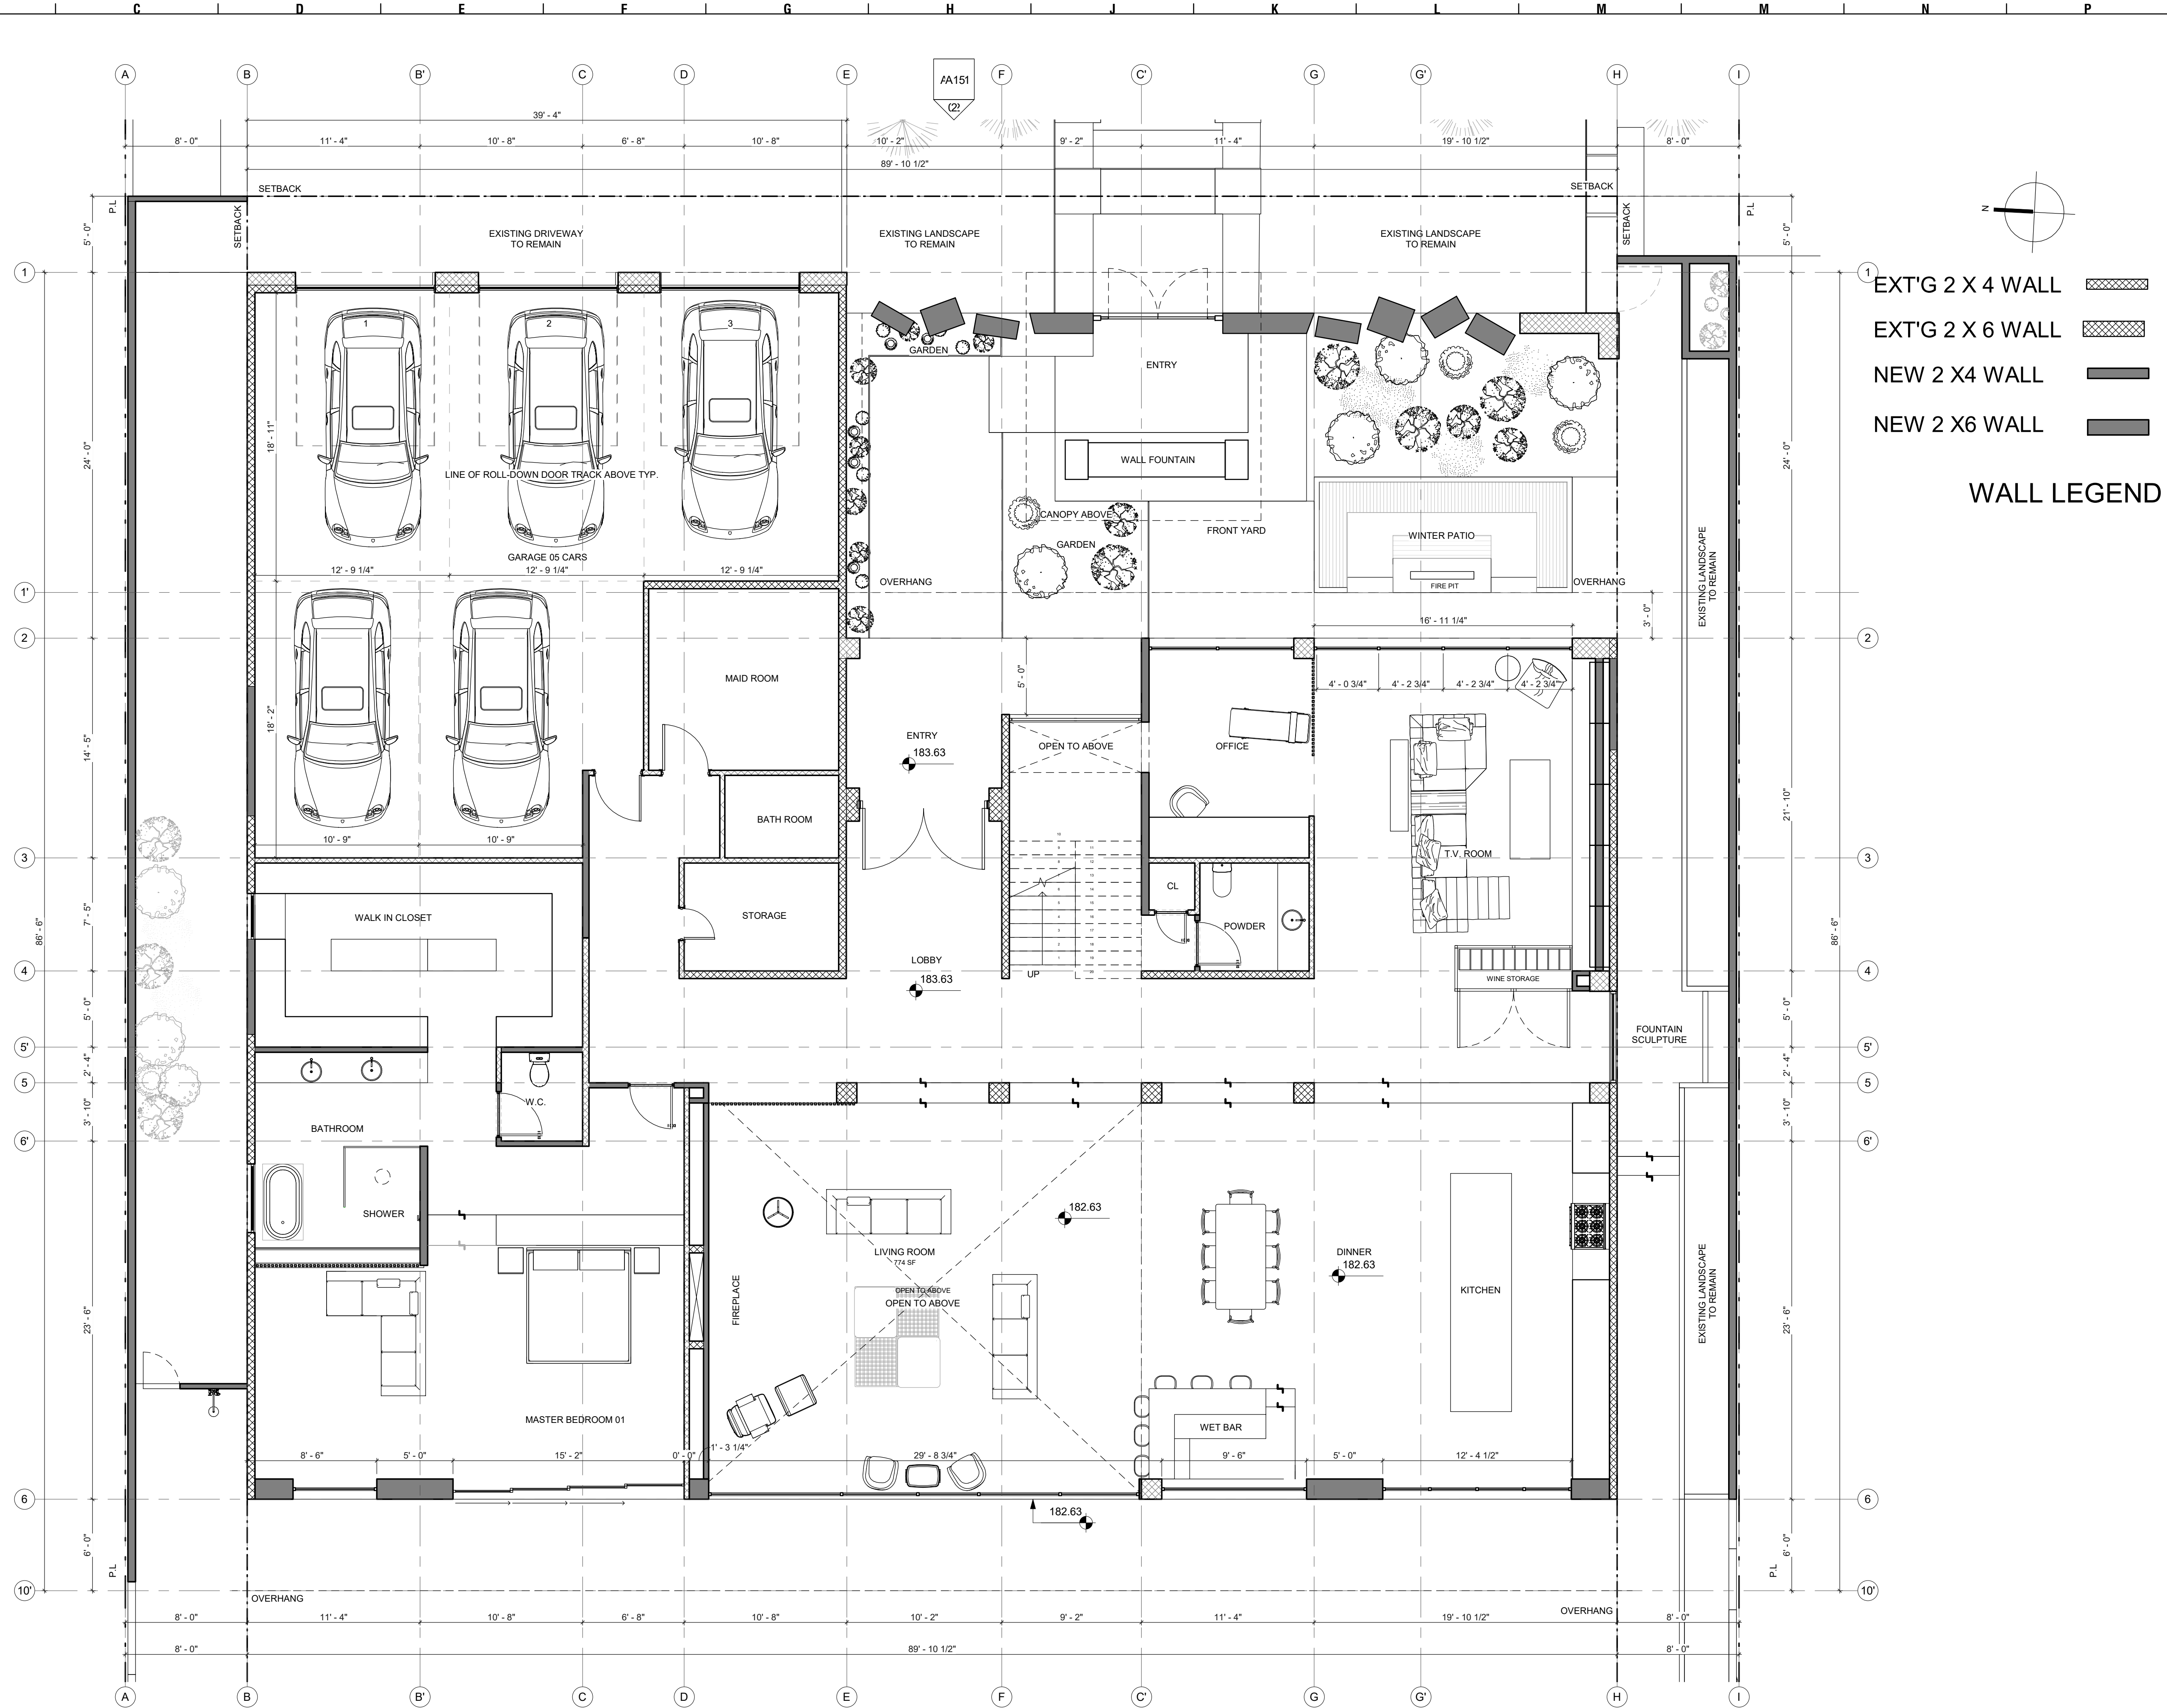 C D E F G H J K L M M N P
A B B' C D E F C' G G' H I
AA151
39' - 4"
8' - 0" 11' - 4" 10' - 8" 6' - 8" 10' - 8" 10' - 2" 9' - 2" 11' - 4" 19' - 10 1/2" 8' - 0"
89' - 10 1/2"
SETBACK
SETBACK
P.L
SETBACK
SETBACK
P.L
N
5' - 0"
5' - 0"
EXISTING DRIVEWAY
TO REMAIN
EXISTING LANDSCAPE
TO REMAIN
EXISTING LANDSCAPE
TO REMAIN
1
1
EXT'G 2 X 4 WALL
EXT'G 2 X 6 WALL
NEW 2 X4 WALL
NEW 2 X6 WALL
WALL LEGEND
1 2 3
GARDEN
ENTRY
18' - 11"
24' - 0"
24' - 0"
LINE OF ROLL-DOWN DOOR TRACK ABOVE TYP.
WALL FOUNTAIN
CANOPY ABOVE
GARDEN
FRONT YARD
WINTER PATIO
FIRE PIT
GARAGE 05 CARS
12' - 9 1/4" 12' - 9 1/4" 12' - 9 1/4"
OVERHANG
OVERHANG
EXISTING LANDSCAPE
TO REMAIN
1'
3' - 0"
16' - 11 1/4"
2
2
MAID ROOM
5' - 0"
4' - 0 3/4" 4' - 2 3/4" 4' - 2 3/4" 4' - 2 3/4"
18' - 2"
14' - 5"
ENTRY
183.63
OPEN TO ABOVE
OFFICE
21' - 10"
BATH ROOM
10' - 9" 10' - 9"
3
3
T.V. ROOM
CL
WALK IN CLOSET
STORAGE
POWDER
7' - 5"
86' - 6"
86' - 6"
LOBBY
183.63
UP
WINE STORAGE
4
4
5' - 0"
5' - 0"
FOUNTAIN
SCULPTURE
5'
5'
2' - 4"
2' - 4"
5
5
W.C.
3' - 10"
3' - 10"
BATHROOM
6'
6'
SHOWER
182.63
LIVING ROOM
774 SF
DINNER
182.63
OPEN TO ABOVE
OPEN TO ABOVE
KITCHEN
FIREPLACE
EXISTING LANDSCAPE
TO REMAIN
23' - 6"
23' - 6"
MASTER BEDROOM 01
WET BAR
8' - 6" 5' - 0" 15' - 2" 0' - 0" 1' - 3 1/4" 29' - 8 3/4" 9' - 6" 5' - 0" 12' - 4 1/2"
6
6
182.63
6' - 0"
6' - 0"
P.L
P.L
10'
10'
OVERHANG
OVERHANG
8' - 0" 11' - 4" 10' - 8" 6' - 8" 10' - 8" 10' - 2" 9' - 2" 11' - 4" 19' - 10 1/2" 8' - 0"
8' - 0" 89' - 10 1/2" 8' - 0"
A B B' C D E F C' G G' H I